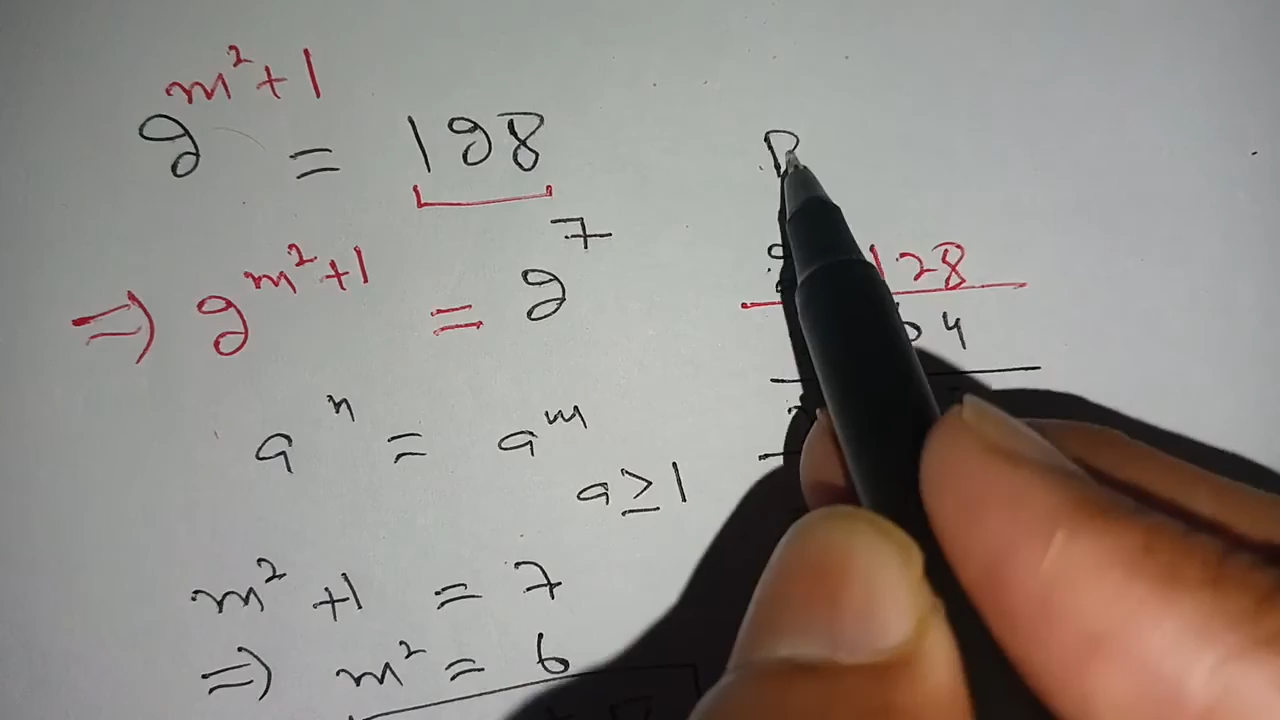 2^(m²+1) = 128
⇒ 2^(m²+1) = 2^7
a^n = a^m
a ≥ 1
m² + 1 = 7
⇒ m² = 6
P
128
64